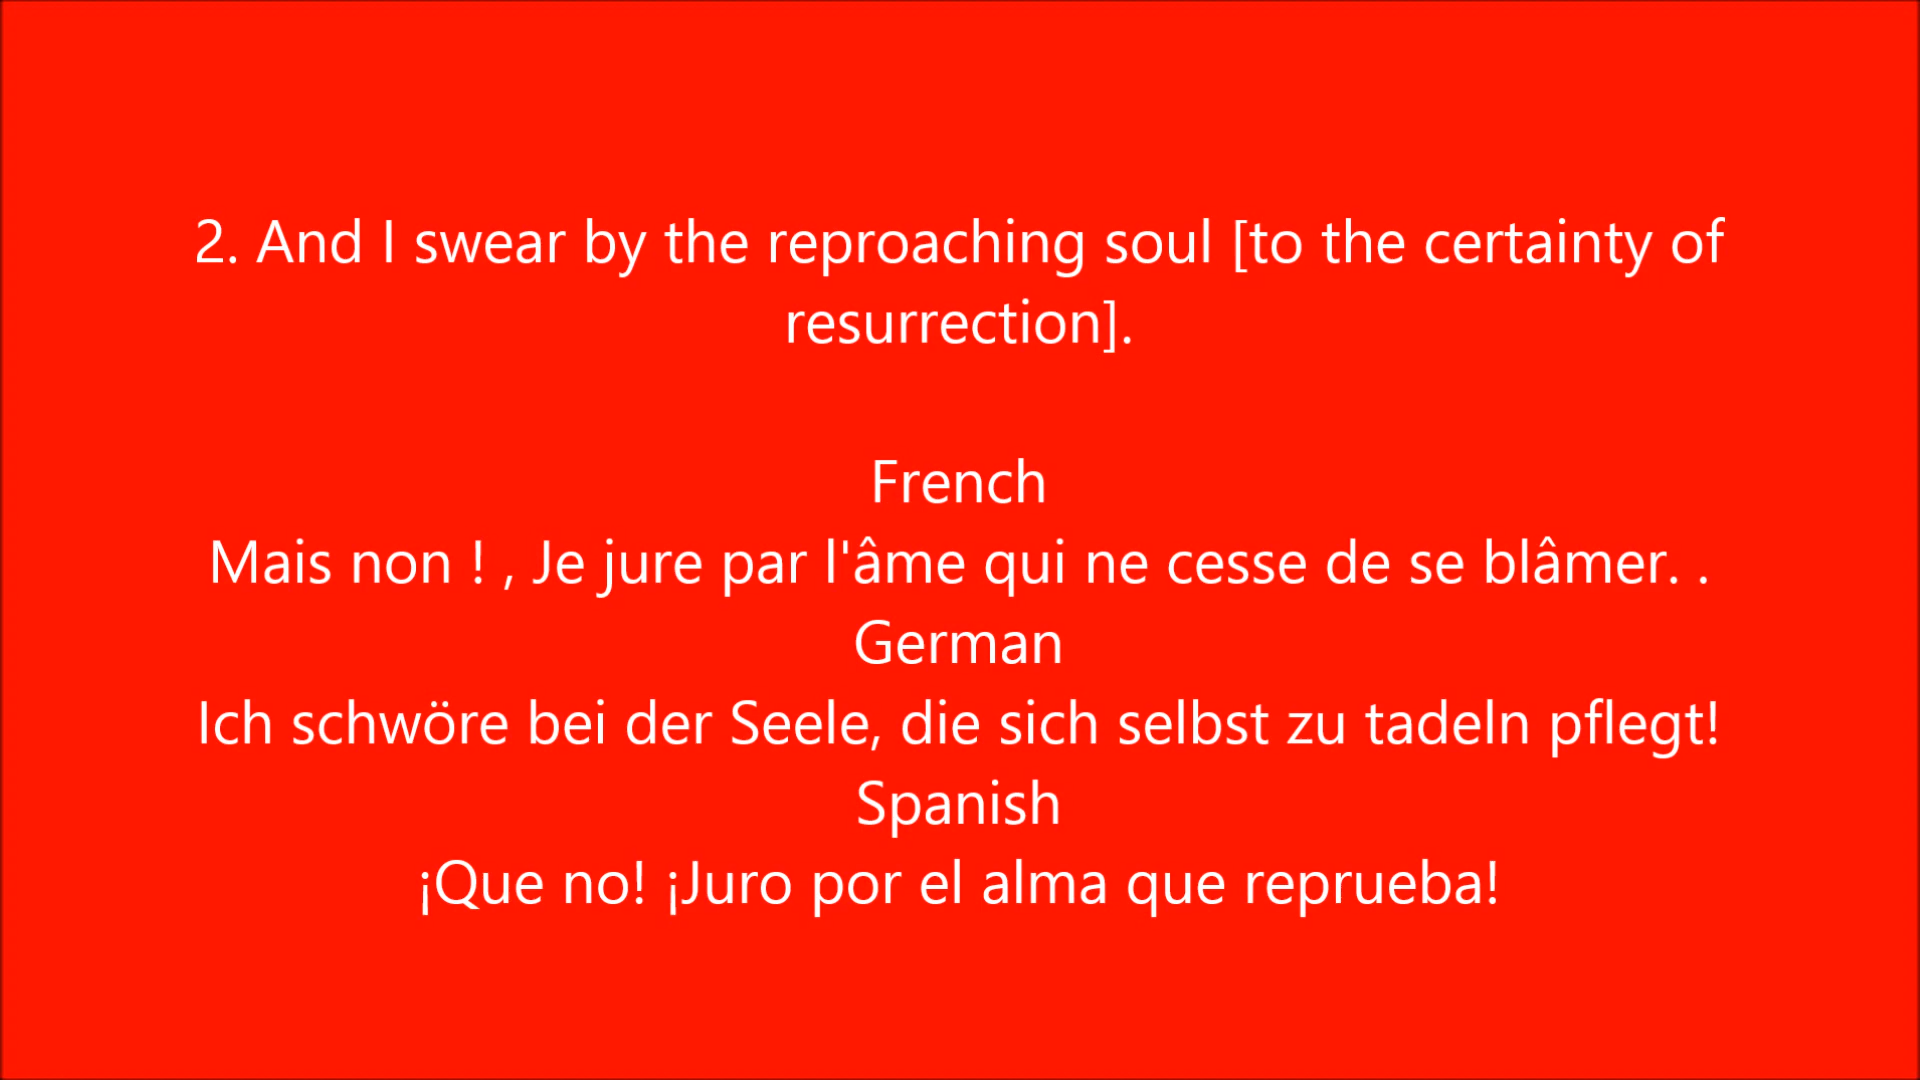 2. And I swear by the reproaching soul [to the certainty of
resurrection].
French
Mais non ! , Je jure par l'âme qui ne cesse de se blâmer. .
German
Ich schwöre bei der Seele, die sich selbst zu tadeln pflegt!
Spanish
¡Que no! ¡Juro por el alma que reprueba!